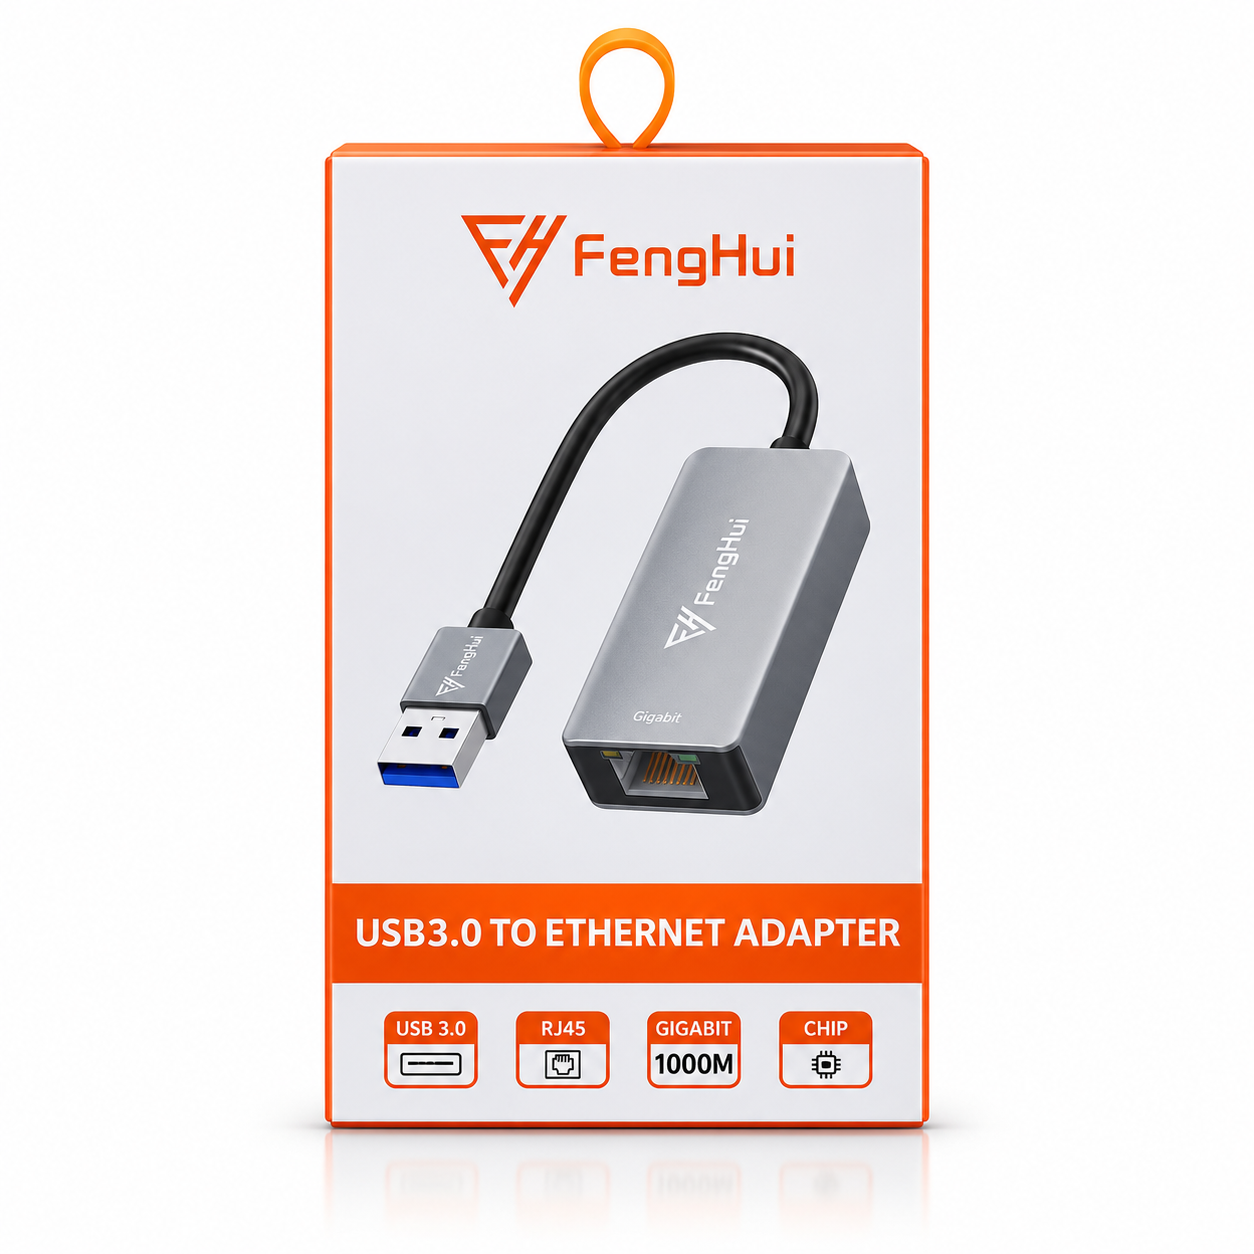 FengHui
FengHui
FengHui
Gigabit
USB3.0 TO ETHERNET ADAPTER
USB 3.0
RJ45
GIGABIT
1000M
CHIP